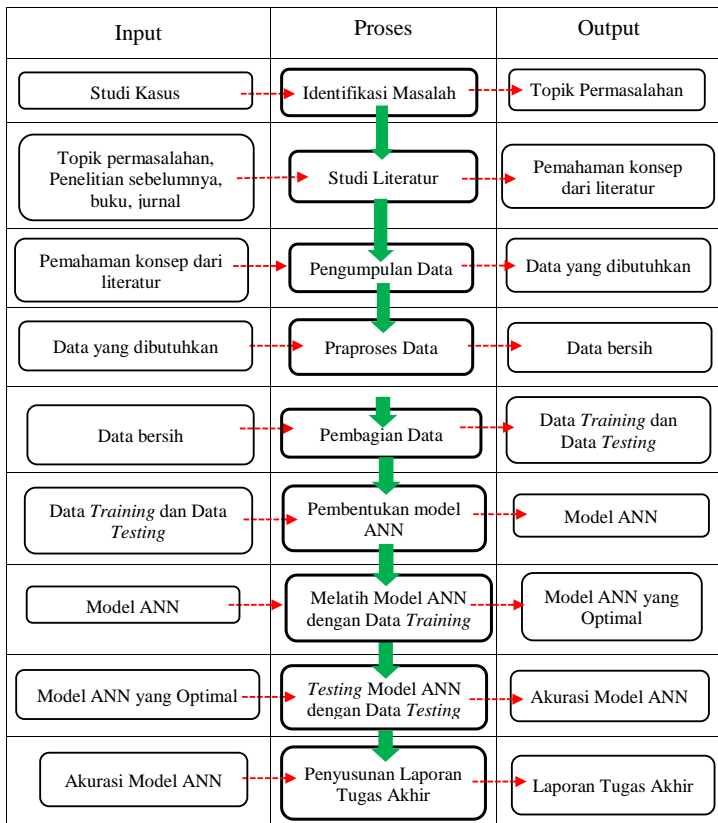 Input
Proses
Output
Studi Kasus
Identifikasi Masalah
Topik Permasalahan
Topik permasalahan,
Penelitian sebelumnya,
buku, jurnal
Studi Literatur
Pemahaman konsep
dari literatur
Pemahaman konsep dari
literatur
Pengumpulan Data
Data yang dibutuhkan
Data yang dibutuhkan
Praproses Data
Data bersih
Data bersih
Pembagian Data
Data Training dan
Data Testing
Data Training dan Data
Testing
Pembentukan model
ANN
Model ANN
Model ANN
Melatih Model ANN
dengan Data Training
Model ANN yang
Optimal
Model ANN yang Optimal
Testing Model ANN
dengan Data Testing
Akurasi Model ANN
Akurasi Model ANN
Penyusunan Laporan
Tugas Akhir
Laporan Tugas Akhir